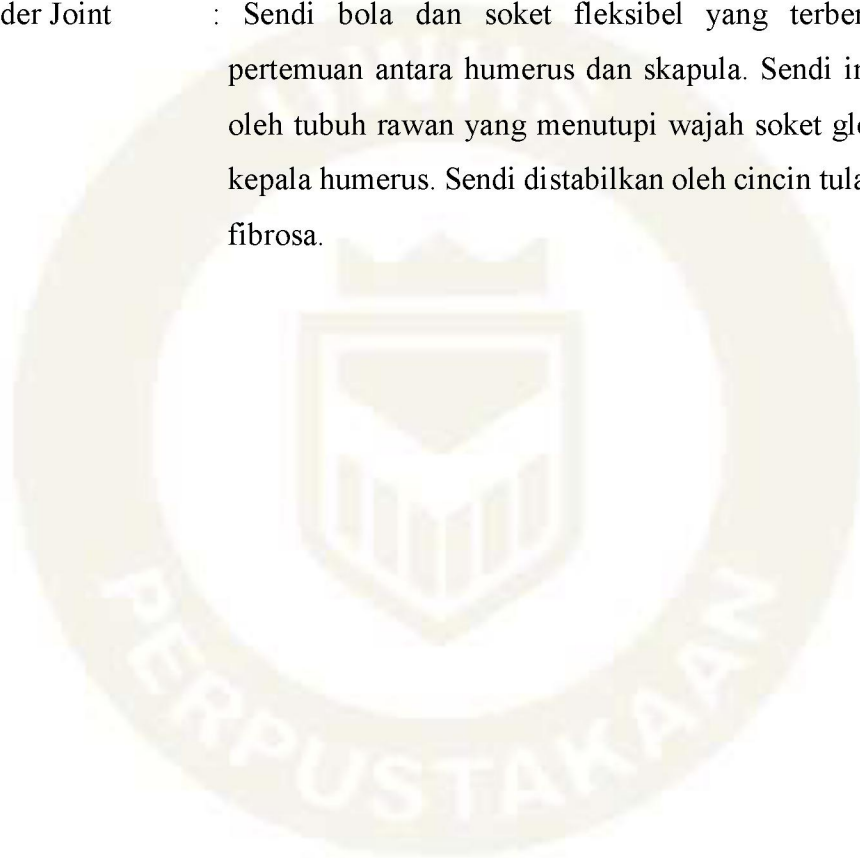 der Joint : Sendi bola dan soket fleksibel yang terber
pertemuan antara humerus dan skapula. Sendi in
oleh tubuh rawan yang menutupi wajah soket gle
kepala humerus. Sendi distabilkan oleh cincin tula
fibrosa.
PERPUSTAKAAN